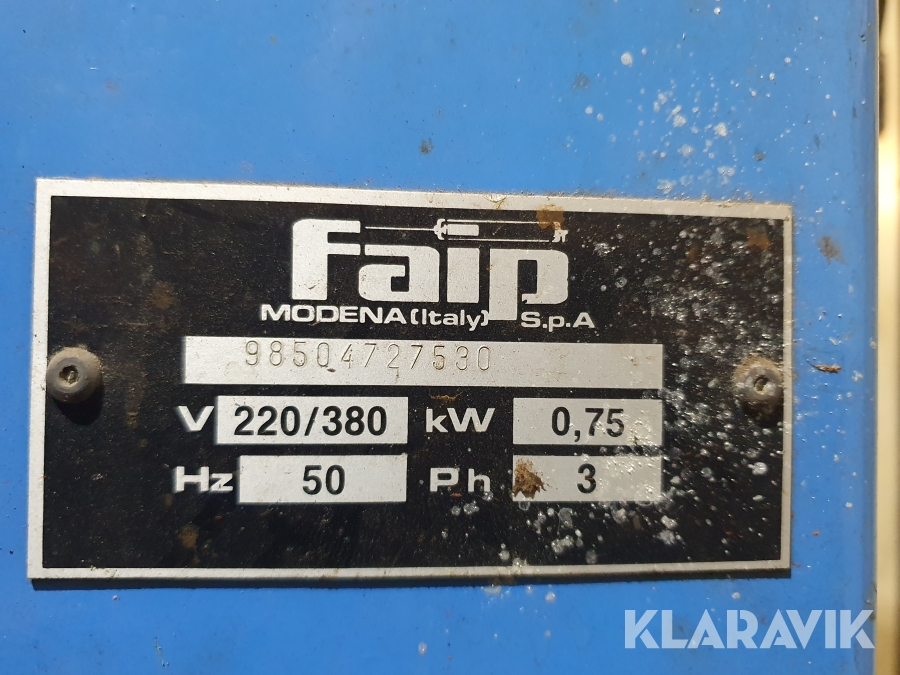 Faip
MODENA (Italy) S.p.A
98504727530
V 220/380 kW 0,75
Hz 50 Ph 3
KLARAVIK